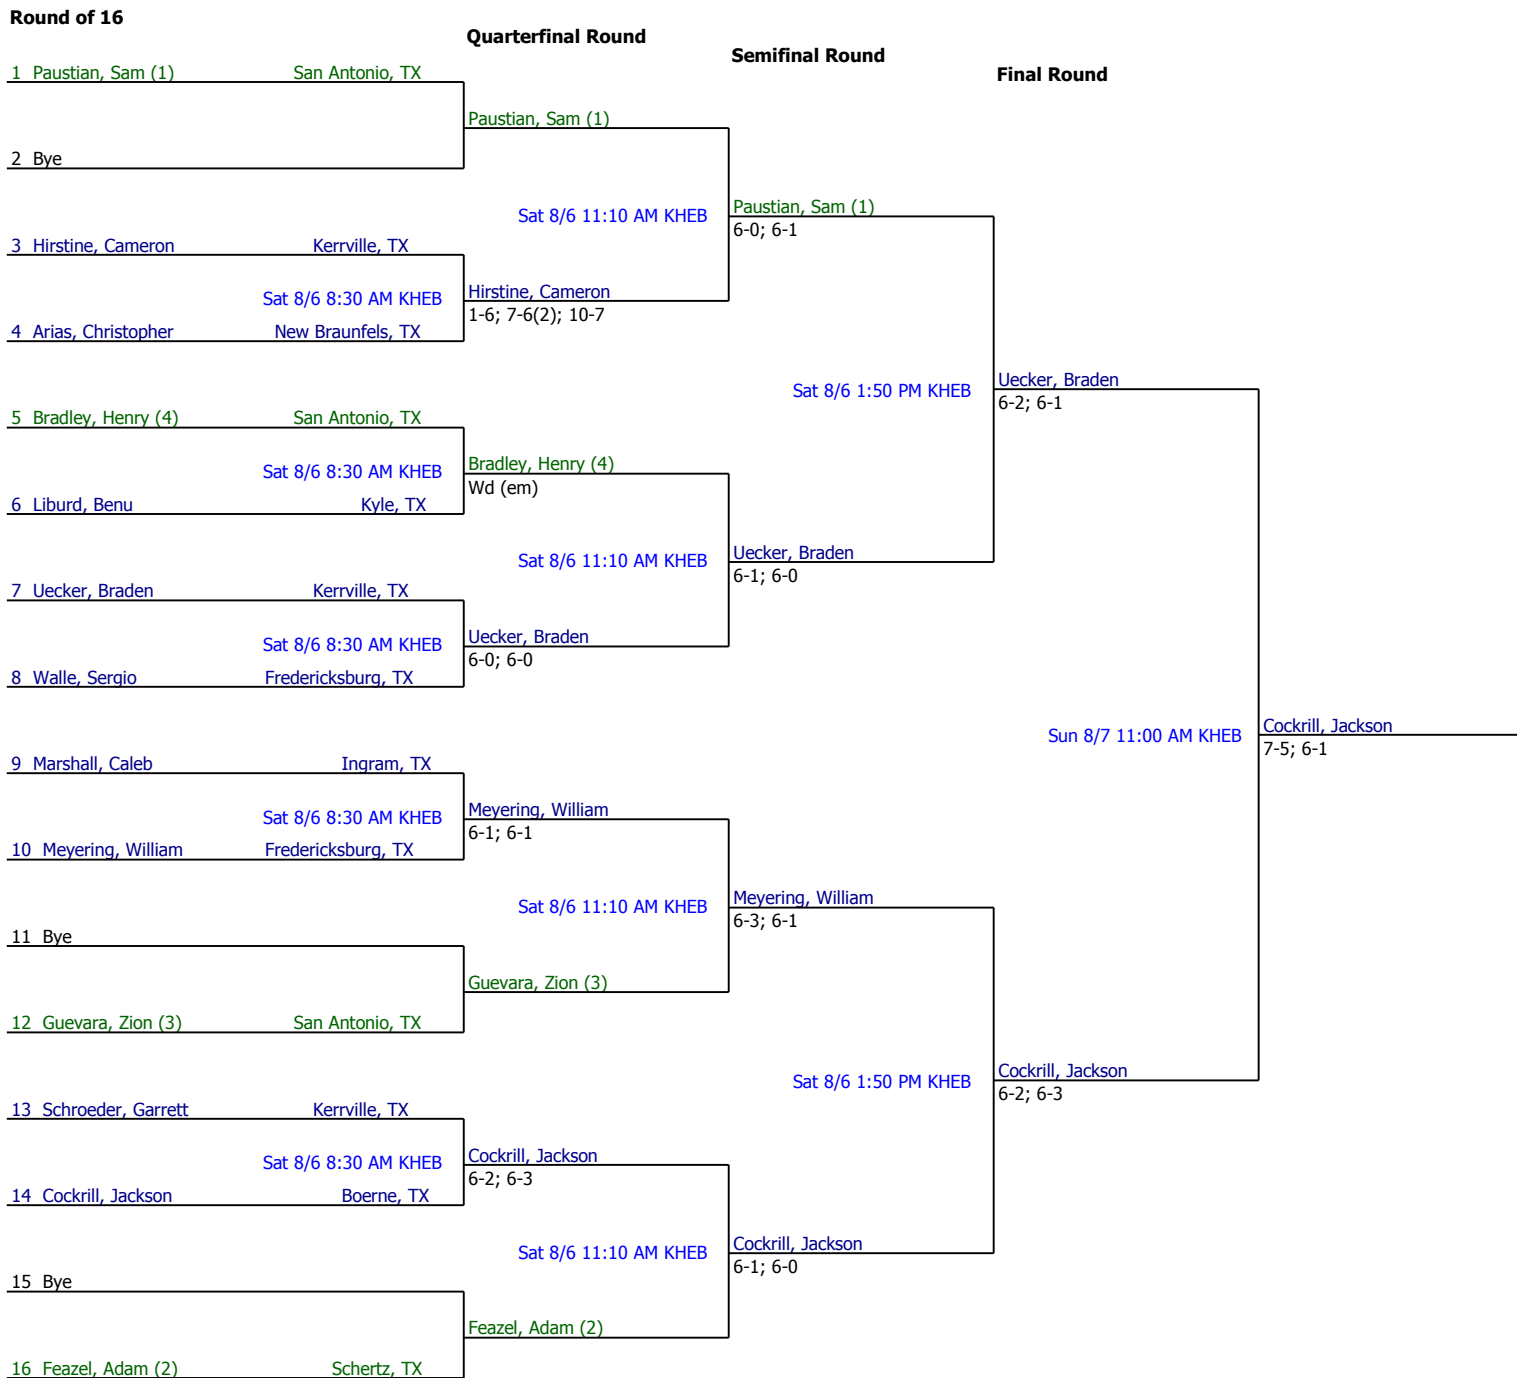 Round of 16
Quarterfinal Round
Semifinal Round
Final Round
1 Paustian, Sam (1) San Antonio, TX
Paustian, Sam (1)
2 Bye
Sat 8/6 11:10 AM KHEB
Paustian, Sam (1)
6-0; 6-1
3 Hirstine, Cameron Kerrville, TX
Sat 8/6 8:30 AM KHEB
Hirstine, Cameron
1-6; 7-6(2); 10-7
4 Arias, Christopher New Braunfels, TX
Sat 8/6 1:50 PM KHEB
Uecker, Braden
6-2; 6-1
5 Bradley, Henry (4) San Antonio, TX
Sat 8/6 8:30 AM KHEB
Bradley, Henry (4)
Wd (em)
6 Liburd, Benu Kyle, TX
Sat 8/6 11:10 AM KHEB
Uecker, Braden
6-1; 6-0
7 Uecker, Braden Kerrville, TX
Sat 8/6 8:30 AM KHEB
Uecker, Braden
6-0; 6-0
8 Walle, Sergio Fredericksburg, TX
Sun 8/7 11:00 AM KHEB
Cockrill, Jackson
7-5; 6-1
9 Marshall, Caleb Ingram, TX
Sat 8/6 8:30 AM KHEB
Meyering, William
6-1; 6-1
10 Meyering, William Fredericksburg, TX
Sat 8/6 11:10 AM KHEB
Meyering, William
6-3; 6-1
11 Bye
Guevara, Zion (3)
12 Guevara, Zion (3) San Antonio, TX
Sat 8/6 1:50 PM KHEB
Cockrill, Jackson
6-2; 6-3
13 Schroeder, Garrett Kerrville, TX
Sat 8/6 8:30 AM KHEB
Cockrill, Jackson
6-2; 6-3
14 Cockrill, Jackson Boerne, TX
Sat 8/6 11:10 AM KHEB
Cockrill, Jackson
6-1; 6-0
15 Bye
Feazel, Adam (2)
16 Feazel, Adam (2) Schertz, TX